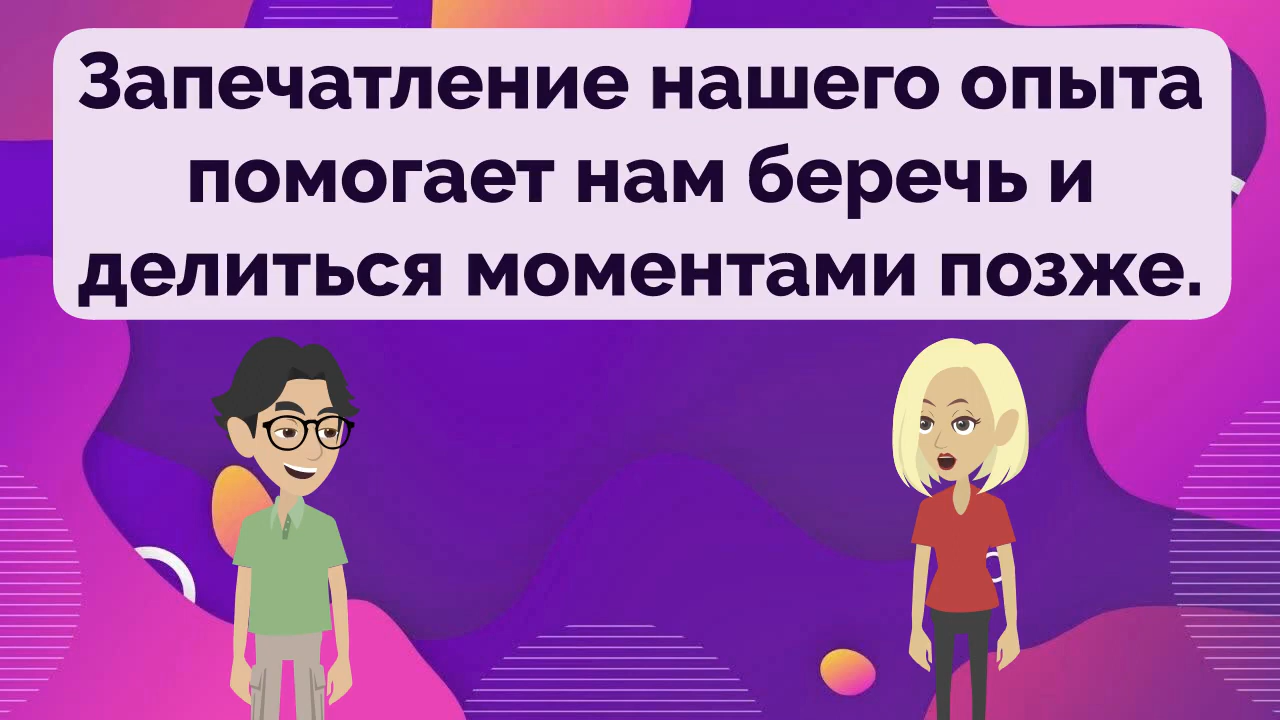 Запечатление нашего опыта
помогает нам беречь и
делиться моментами позже.